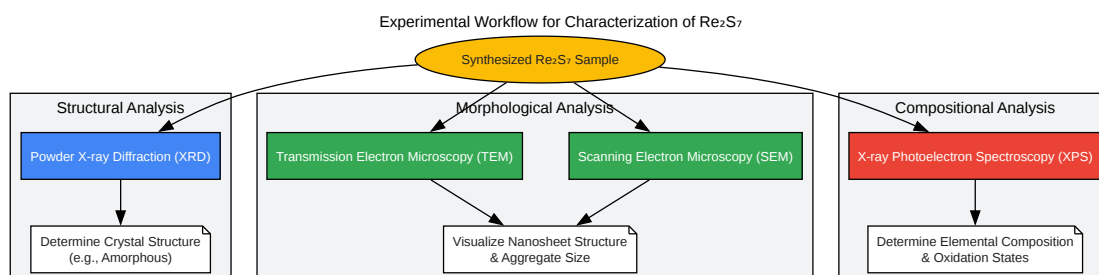 Experimental Workflow for Characterization of Re₂S₇
Synthesized Re₂S₇ Sample
Structural Analysis
Morphological Analysis
Compositional Analysis
Powder X-ray Diffraction (XRD)
Transmission Electron Microscopy (TEM)
Scanning Electron Microscopy (SEM)
X-ray Photoelectron Spectroscopy (XPS)
Determine Crystal Structure
(e.g., Amorphous)
Visualize Nanosheet Structure
& Aggregate Size
Determine Elemental Composition
& Oxidation States